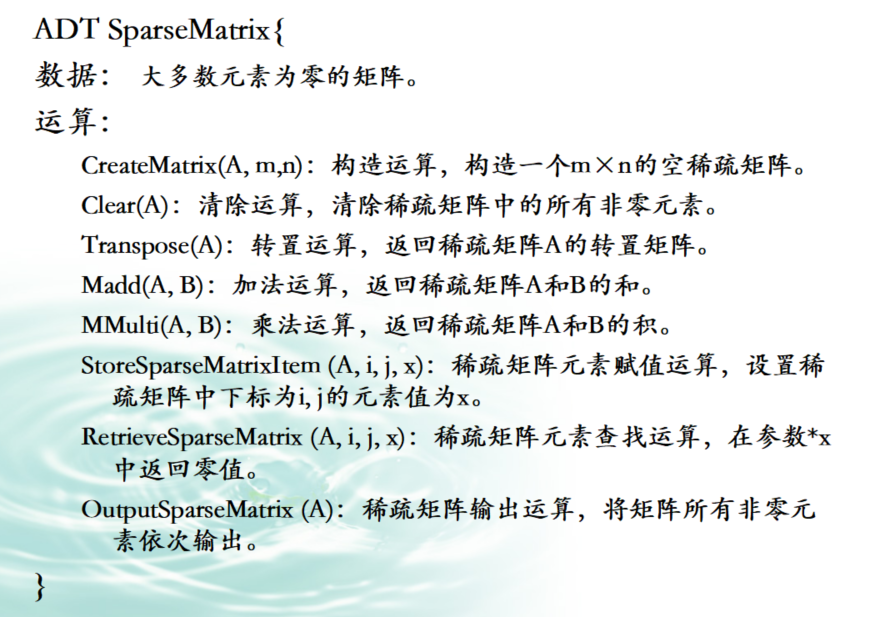 ADT SparseMatrix{
数据： 大多数元素为零的矩阵。
运算：
CreateMatrix(A, m,n)：构造运算，构造一个m×n的空稀疏矩阵。
Clear(A)：清除运算，清除稀疏矩阵中的所有非零元素。
Transpose(A)：转置运算，返回稀疏矩阵A的转置矩阵。
Madd(A, B)：加法运算，返回稀疏矩阵A和B的和。
MMulti(A, B)：乘法运算，返回稀疏矩阵A和B的积。
StoreSparseMatrixItem (A, i, j, x)：稀疏矩阵元素赋值运算，设置稀
疏矩阵中下标为i, j的元素值为x。
RetrieveSparseMatrix (A, i, j, x)：稀疏矩阵元素查找运算，在参数*x
中返回零值。
OutputSparseMatrix (A)：稀疏矩阵输出运算，将矩阵所有非零元
素依次输出。
}